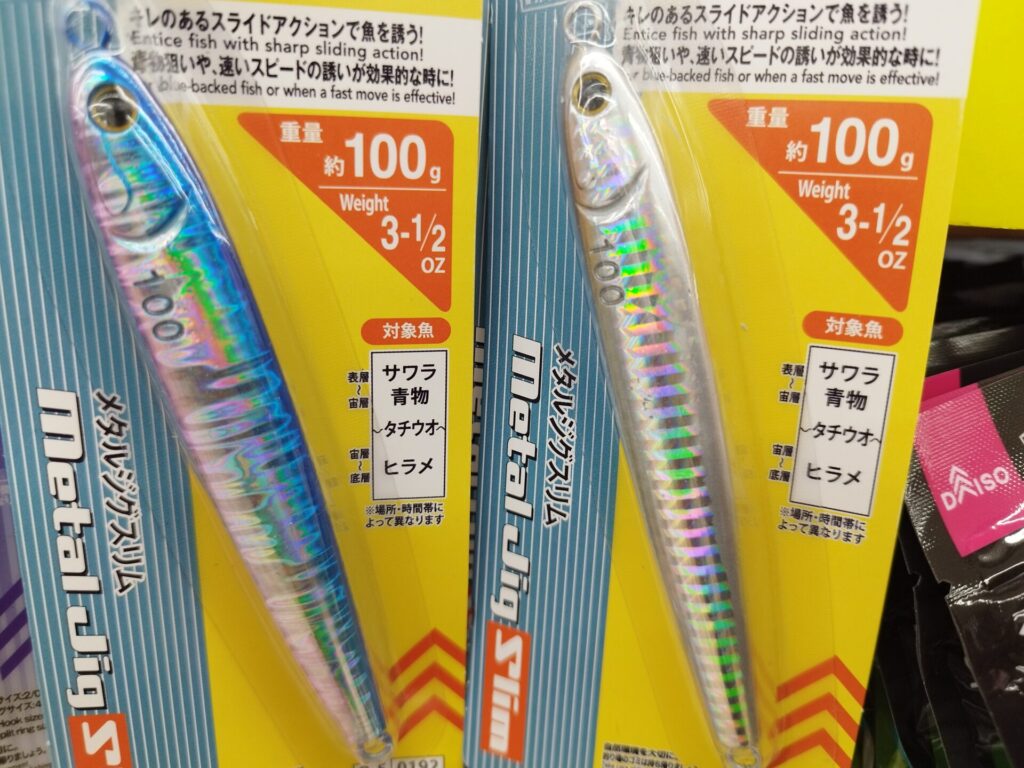 キレのあるスライドアクションで魚を誘う!
Entice fish with sharp sliding action!
青物狙いや、速いスピードの誘いが効果的な時に!
blue-backed fish or when a fast move is effective!
重量
約100g
Weight
3-1/2
OZ
100
対象魚
表層
〜
宙層
サワラ
青物
タチウオ
宙層
〜
底層
ヒラメ
※場所・時間帯に
よって異なります
メタルジグスリム
Metal Jig S
0192
キレのあるスライドアクションで魚を誘う!
Entice fish with sharp sliding action!
青物狙いや、速いスピードの誘いが効果的な時に!
blue-backed fish or when a fast move is effective!
重量
約100g
Weight
3-1/2
OZ
100
対象魚
表層
〜
宙層
サワラ
青物
タチウオ
宙層
〜
底層
ヒラメ
※場所・時間帯に
よって異なります
メタルジグスリム
Metal Jig Slim
DAISO